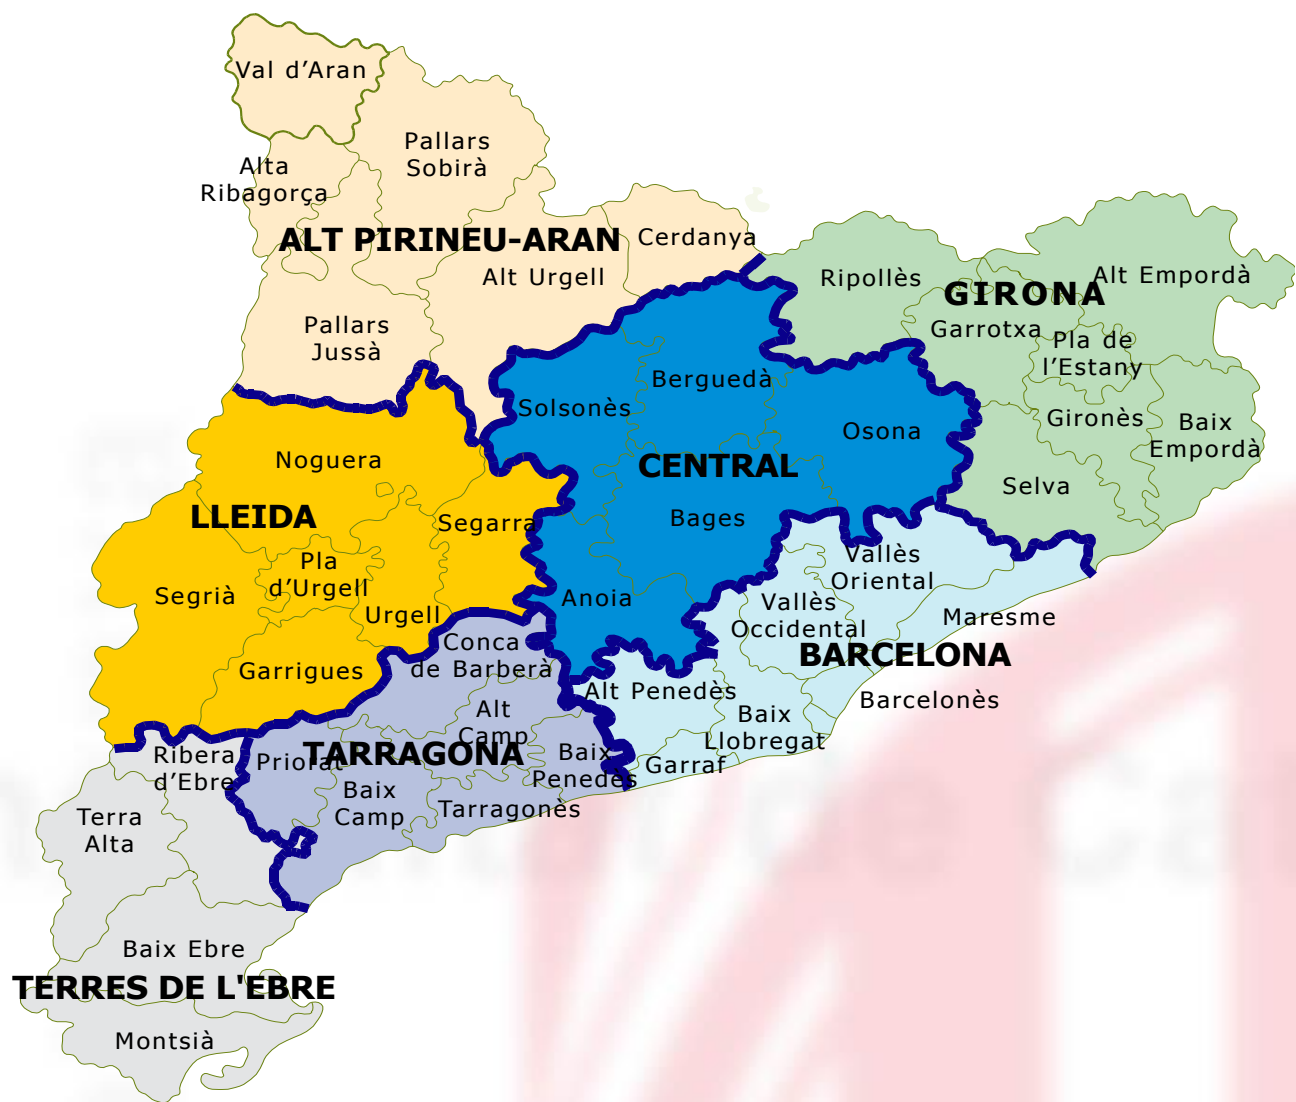 Val d’Aran
Pallars
Sobirà
Alta
Ribagorça
ALT PIRINEU-ARAN
Cerdanya
Alt Urgell
Pallars
Jussà
Ripollès
GIRONA
Alt Empordà
Garrotxa
Pla de
l’Estany
Gironès
Baix
Empordà
Selva
Berguedà
Solsonès
Osona
CENTRAL
Bages
Anoia
Noguera
LLEIDA
Segarra
Pla
d’Urgell
Segrià
Urgell
Garrigues
Vallès
Oriental
Vallès
Occidental
Maresme
BARCELONA
Barcelonès
Alt Penedès
Baix
Llobregat
Garraf
Conca
de Barberà
Alt
Camp
TARRAGONA
Priorat
Baix
Penedès
Baix
Camp
Tarragonès
Ribera
d’Ebre
Terra
Alta
Baix Ebre
TERRES DE L'EBRE
Montsià